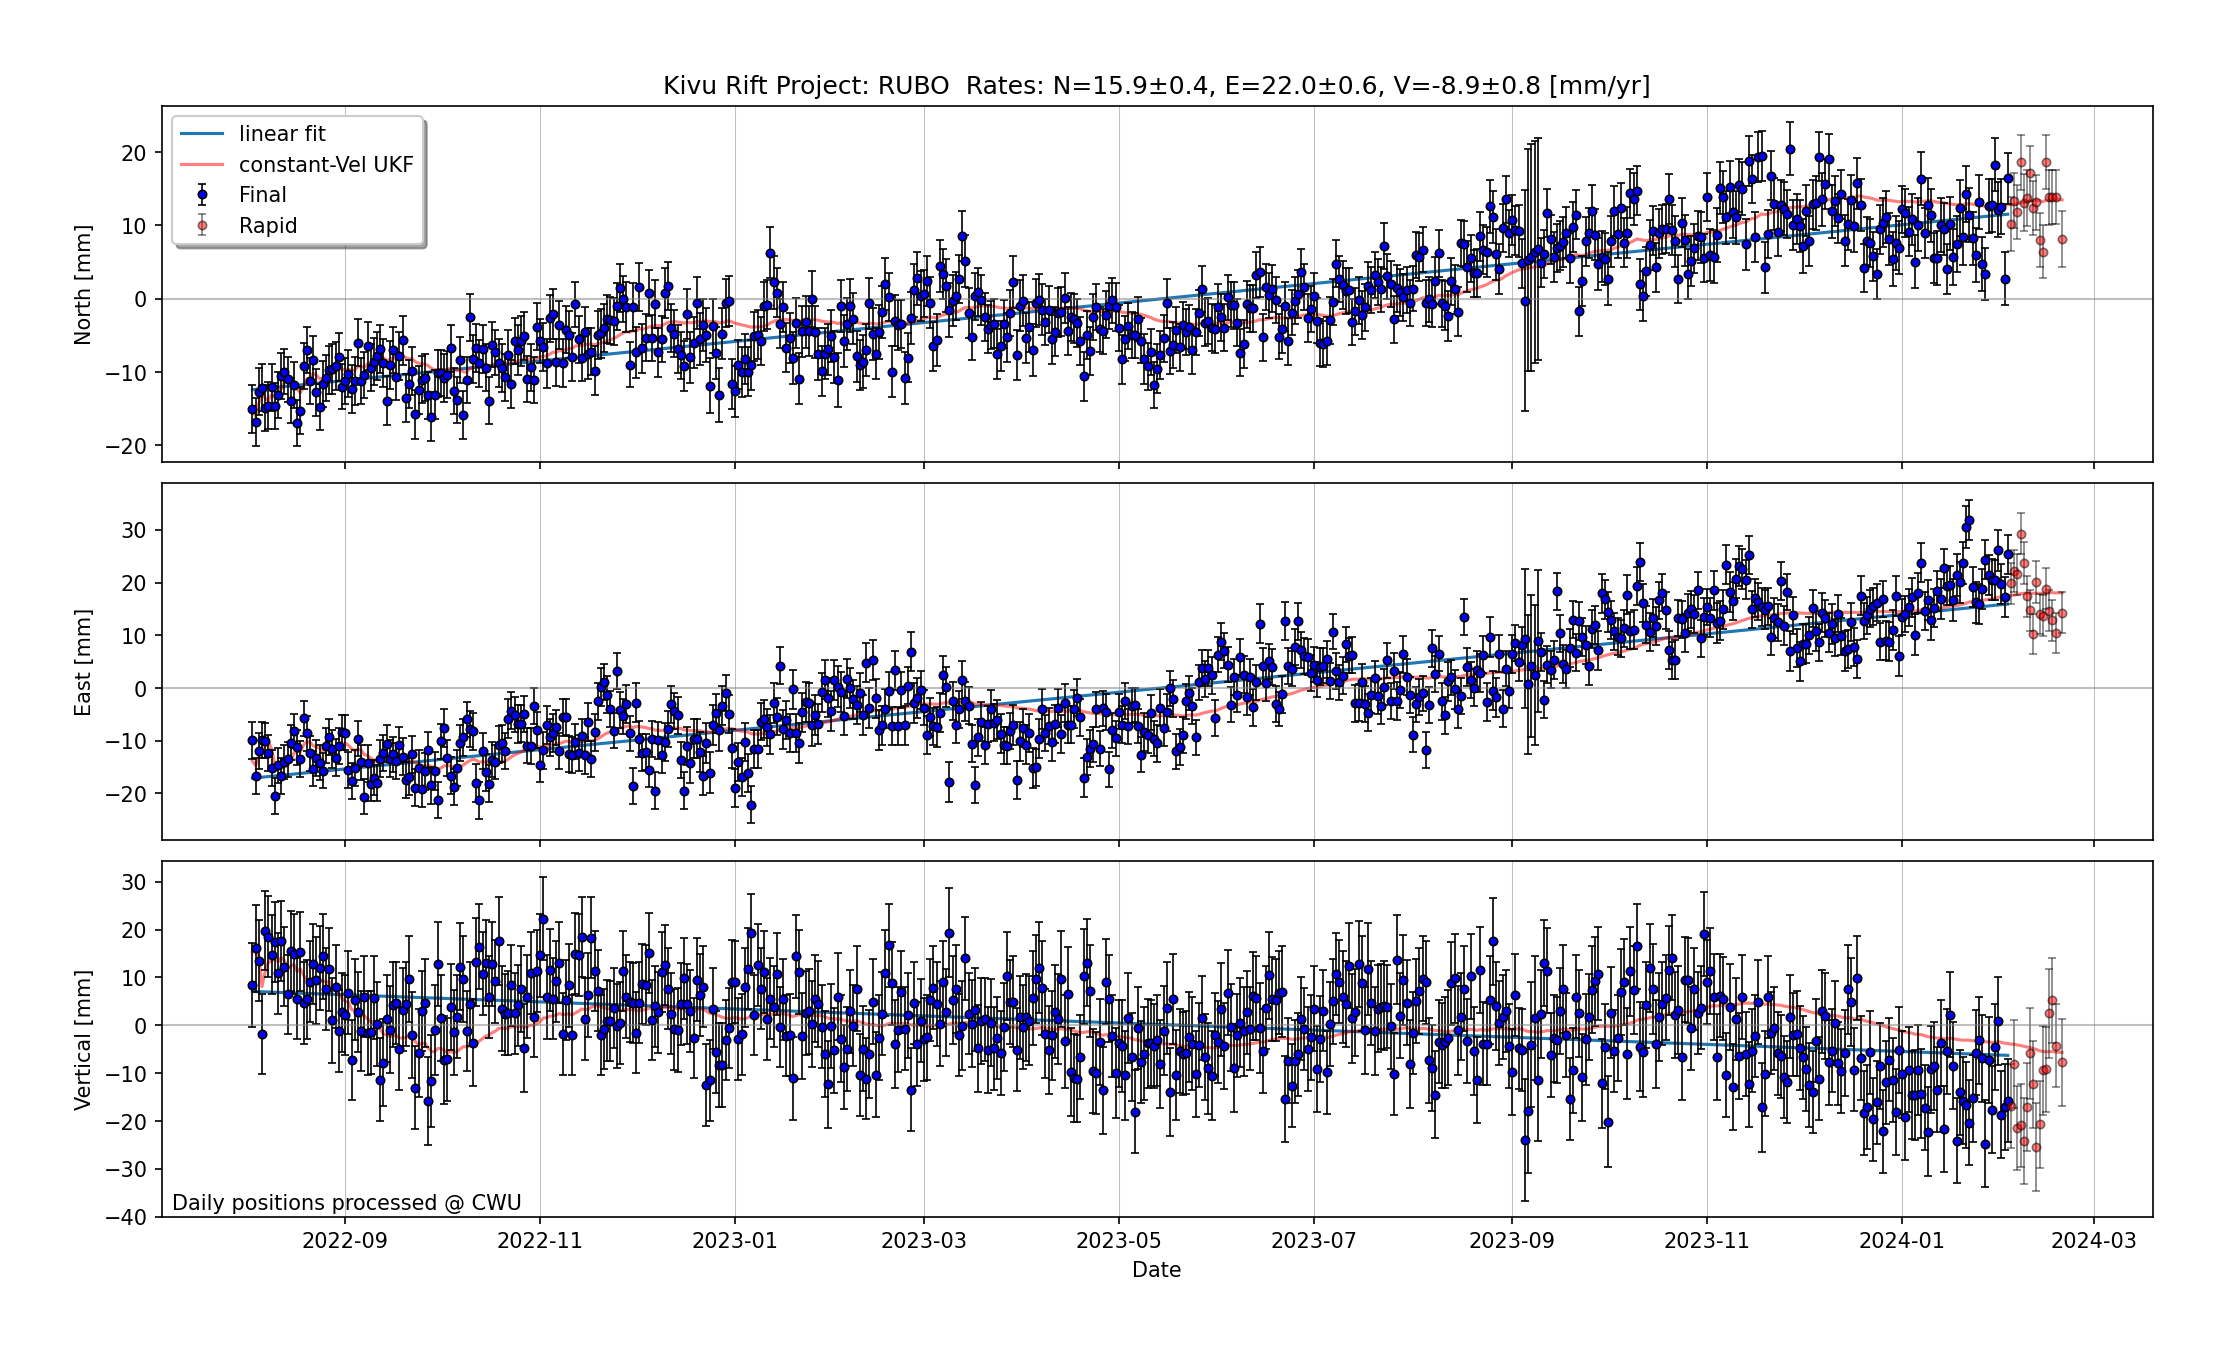 Kivu Rift Project: RUBO  Rates: N=15.9±0.4, E=22.0±0.6, V=-8.9±0.8 [mm/yr]
linear fit
constant-Vel UKF
Final
Rapid
North [mm]
20
10
0
−10
−20
East [mm]
30
20
10
0
−10
−20
Vertical [mm]
30
20
10
0
−10
−20
−30
−40
Daily positions processed @ CWU
2022-09 2022-11 2023-01 2023-03 2023-05 2023-07 2023-09 2023-11 2024-01 2024-03
Date